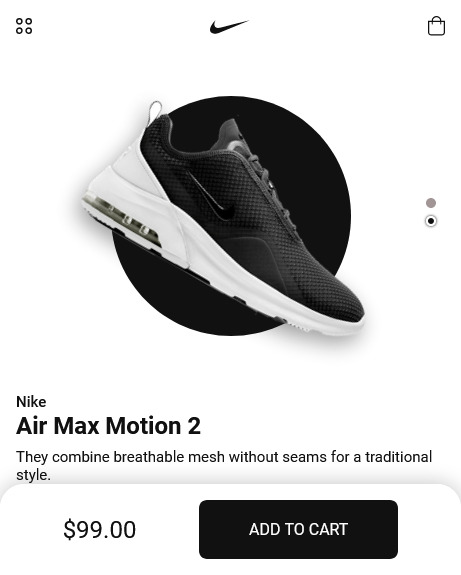 Nike
Air Max Motion 2
They combine breathable mesh without seams for a traditional
style.
$99.00
ADD TO CART